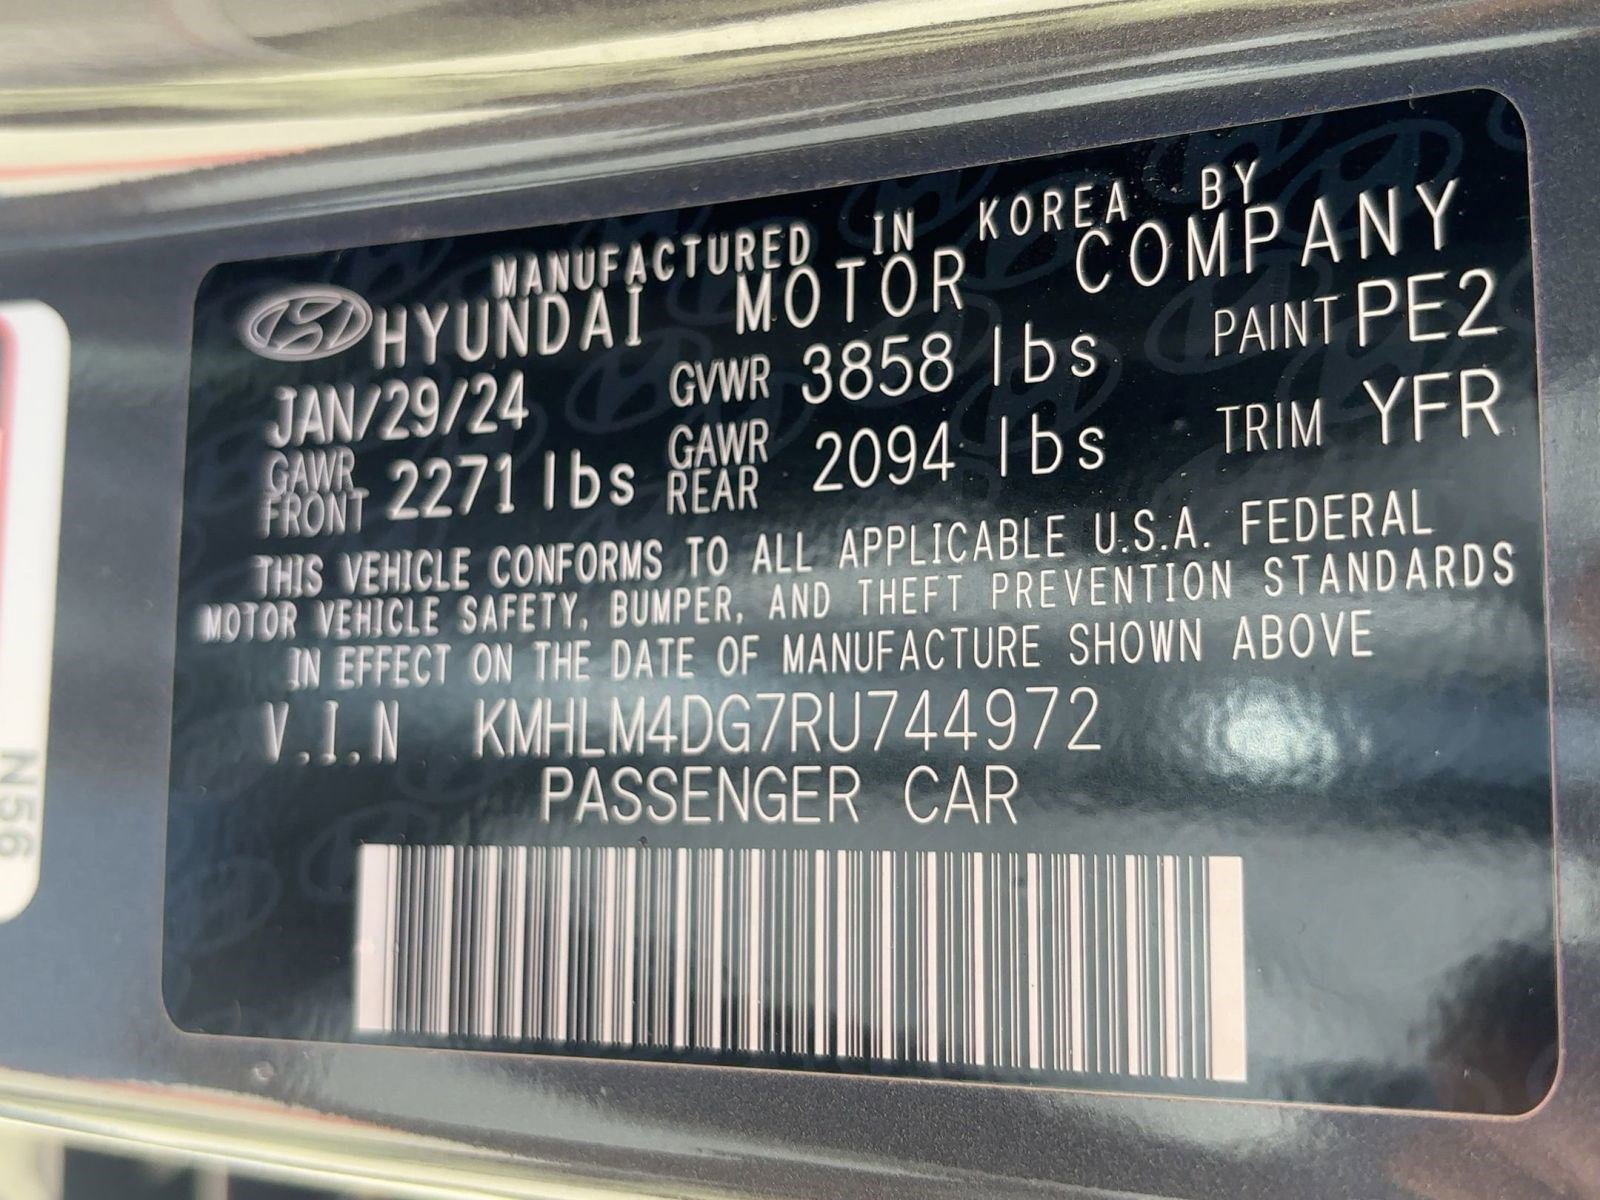 MANUFACTURED IN KOREA BY
HYUNDAI MOTOR COMPANY
JAN/29/24 GVWR 3858 lbs PAINT PE2
GAWR FRONT 2271 lbs GAWR REAR 2094 lbs TRIM YFR
THIS VEHICLE CONFORMS TO ALL APPLICABLE U.S.A. FEDERAL
MOTOR VEHICLE SAFETY, BUMPER, AND THEFT PREVENTION STANDARDS
IN EFFECT ON THE DATE OF MANUFACTURE SHOWN ABOVE
V.I.N KMHLM4DG7RU744972
PASSENGER CAR
N56